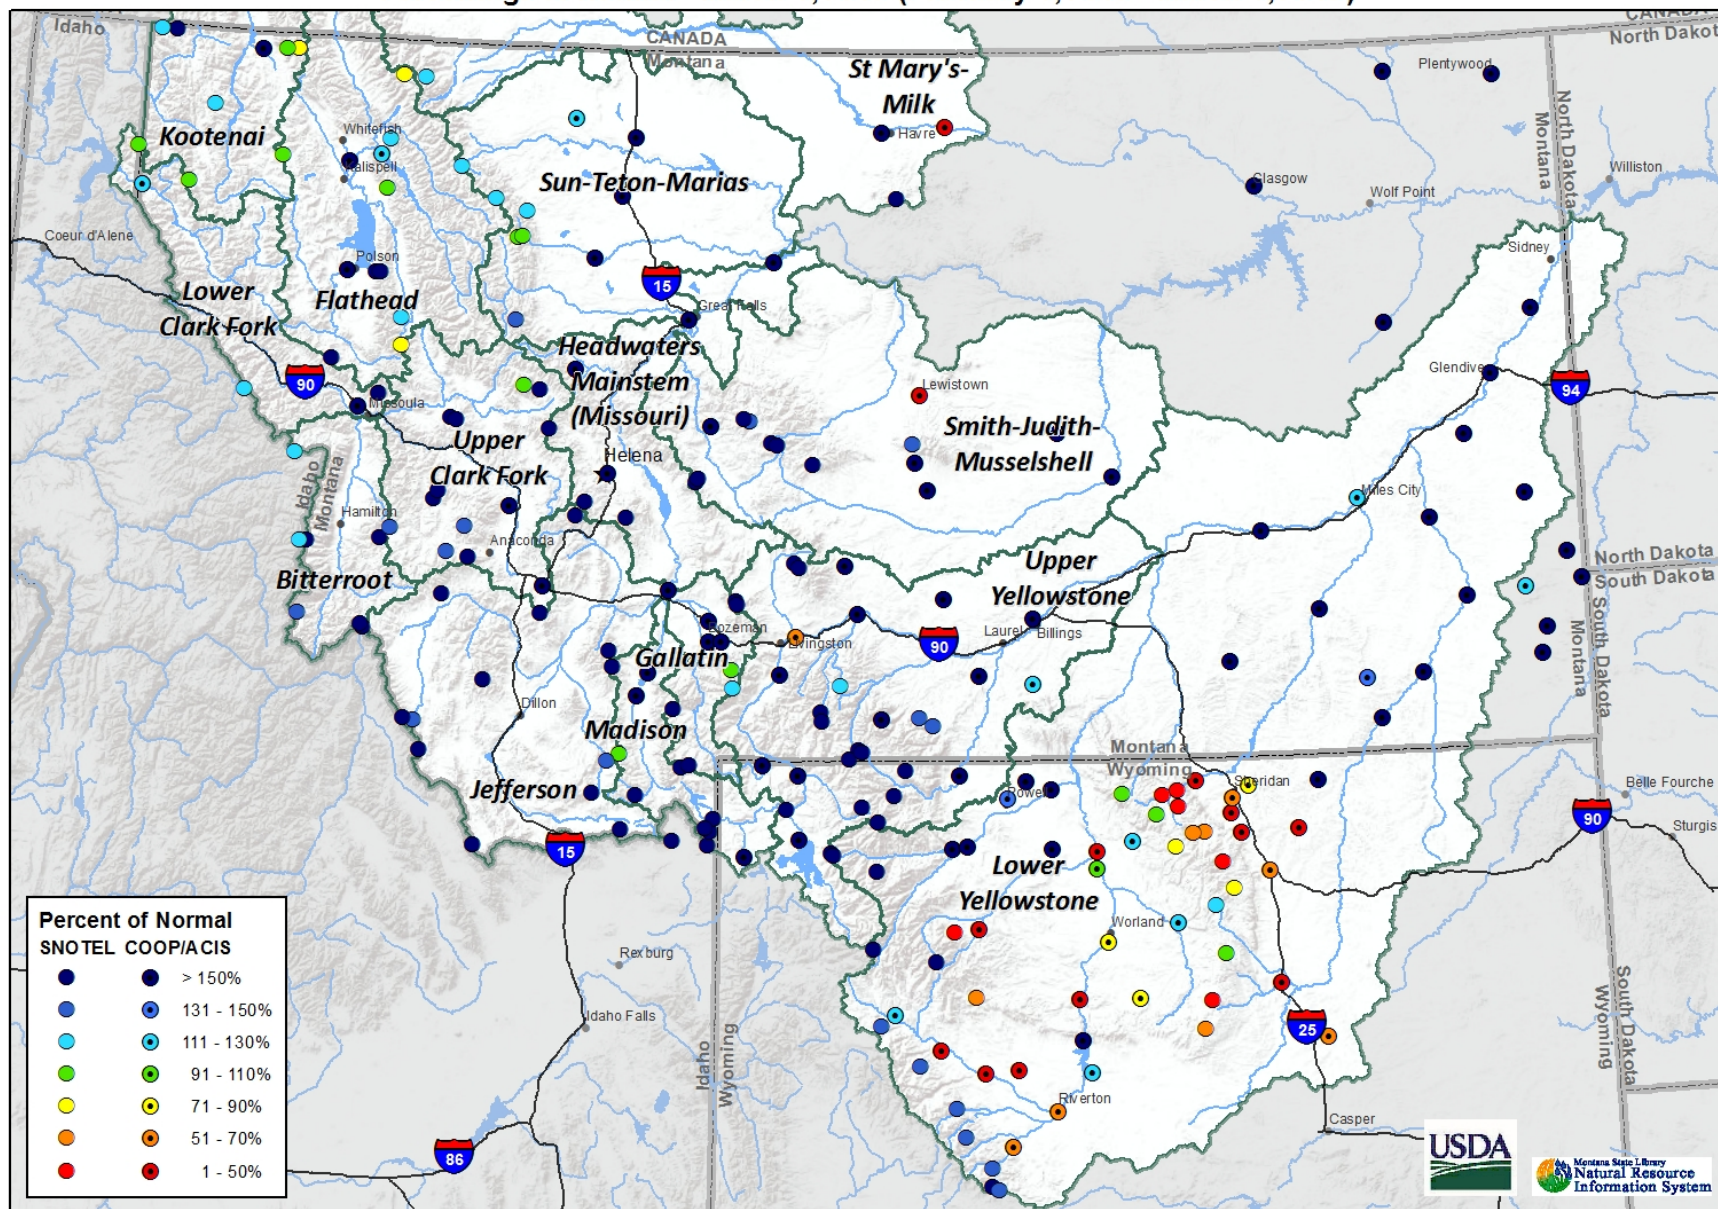 Idaho
CANADA
Montana
CANADA
North Dakot
St Mary's-
Milk
Plentywood
Kootenai
Whitefish
Kalispell
Havre
North Dakota
Montana
Williston
Sun-Teton-Marias
Glasgow
Wolf Point
Coeur d'Alene
Polson
Sidney
Lower
Clark Fork
Flathead
15
Great Falls
Headwaters
Mainstem
(Missouri)
90
Missoula
Lewistown
Glendive
94
Smith-Judith-
Musselshell
Upper
Clark Fork
Helena
Idaho
Montana
Hamilton
Miles City
Anaconda
Bitterroot
Upper
Yellowstone
North Dakota
South Dakota
Bozeman
Livingston
90
Laurel
Billings
South Dakota
Montana
Gallatin
Dillon
Madison
Montana
Wyoming
Jefferson
Powell
Sheridan
Belle Fourche
90
Sturgis
15
Lower
Yellowstone
Worland
Rexburg
Idaho Falls
Idaho
Wyoming
25
South Dakota
Wyoming
Riverton
Casper
86
Percent of Normal
SNOTEL COOP/ACIS
> 150%
131 - 150%
111 - 130%
91 - 110%
71 - 90%
51 - 70%
1 - 50%
USDA
Montana State Library
Natural Resource
Information System